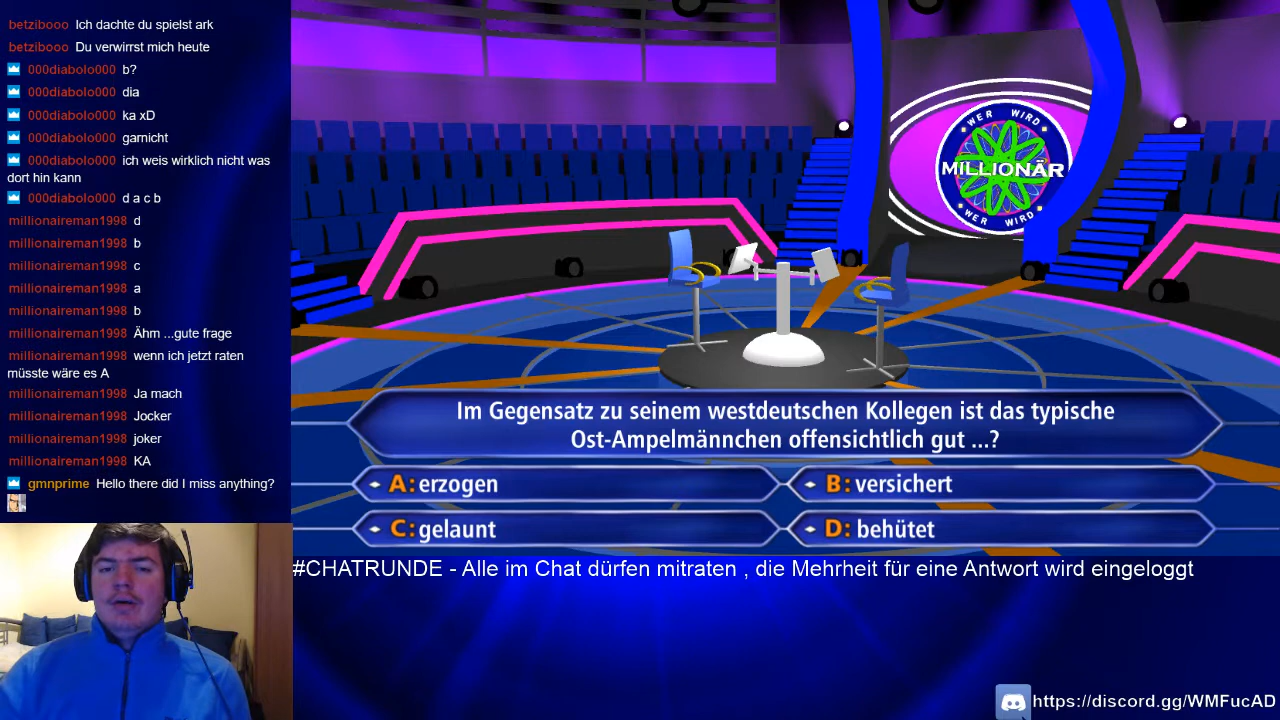 betzibooo Ich dachte du spielst ark
betzibooo Du verwirrst mich heute
000diabolo000 b?
000diabolo000 dia
000diabolo000 ka xD
000diabolo000 garnicht
000diabolo000 ich weis wirklich nicht was
dort hin kann
000diabolo000 d a c b
millionaireman1998 d
millionaireman1998 b
millionaireman1998 c
millionaireman1998 a
millionaireman1998 b
millionaireman1998 Ähm ...gute frage
millionaireman1998 wenn ich jetzt raten
müsste wäre es A
millionaireman1998 Ja mach
millionaireman1998 Jocker
millionaireman1998 joker
millionaireman1998 KA
gmnprime Hello there did I miss anything?
WER WIRD
MILLIONÄR
WER WIRD
Im Gegensatz zu seinem westdeutschen Kollegen ist das typische
Ost-Ampelmännchen offensichtlich gut ...?
A: erzogen
B: versichert
C: gelaunt
D: behütet
#CHATRUNDE - Alle im Chat dürfen mitraten , die Mehrheit für eine Antwort wird eingeloggt
https://discord.gg/WMFucAD